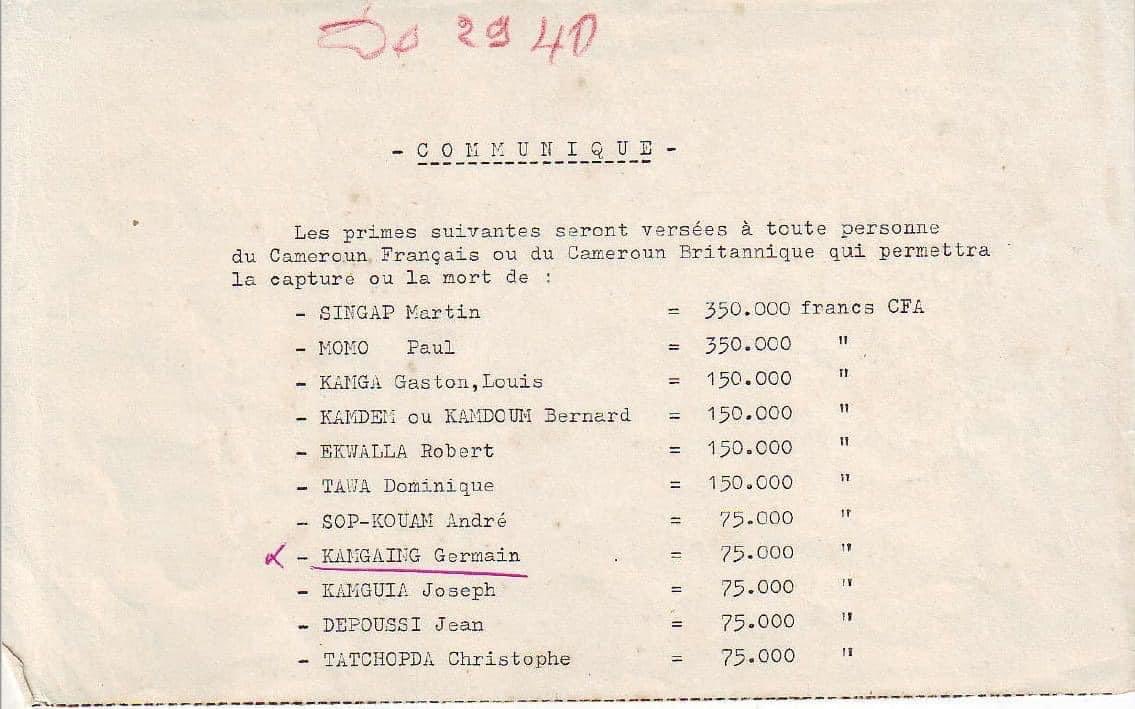 29 40
- COMMUNIQUE -
Les primes suivantes seront versées à toute personne
du Cameroun Français ou du Cameroun Britannique qui permettra
la capture ou la mort de :
- SINGAP Martin = 350.000 francs CFA
- MOMO Paul = 350.000 "
- KAMGA Gaston,Louis = 150.000 "
- KAMDEM ou KAMDOUM Bernard = 150.000 "
- EKWALLA Robert = 150.000 "
- TAWA Dominique = 150.000 "
- SOP-KOUAM André = 75.000 "
- KAMGAING Germain = 75.000 "
- KAMGUIA Joseph = 75.000 "
- DEPOUSSI Jean = 75.000 "
- TATCHOPDA Christophe = 75.000 "